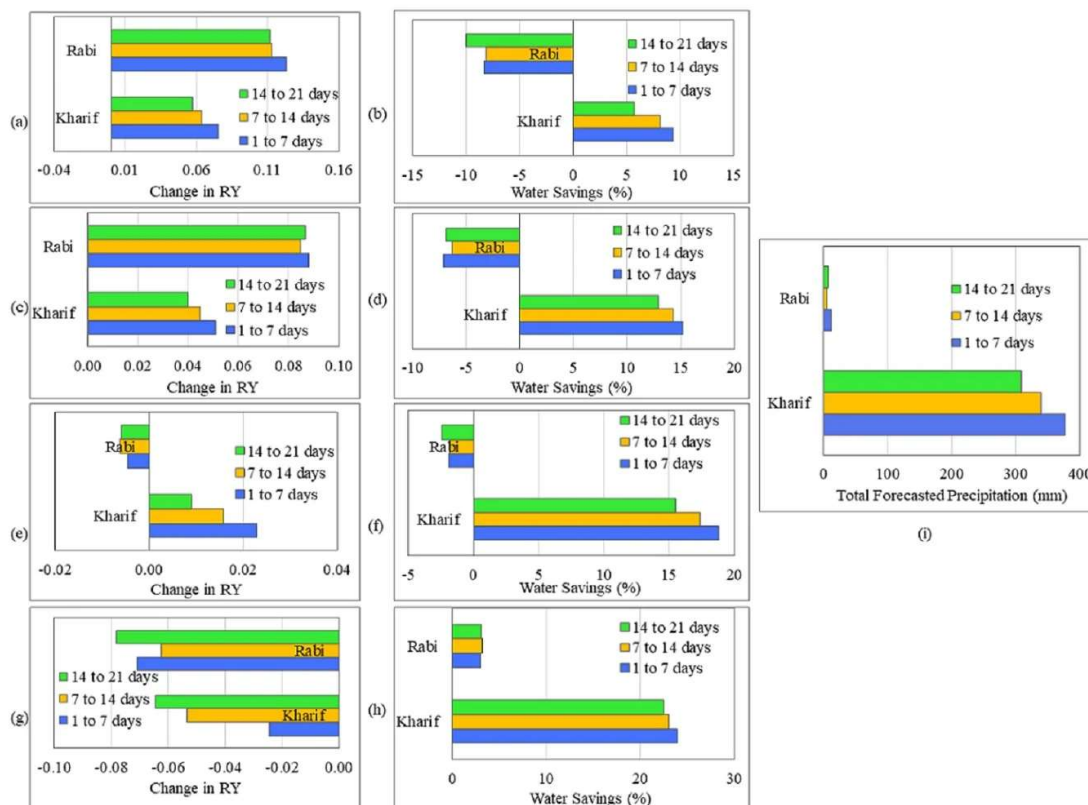 (a)
Rabi
Kharif
14 to 21 days
7 to 14 days
1 to 7 days
-0.04 0.01 0.06 0.11 0.16
Change in RY
(b)
Rabi
Kharif
14 to 21 days
7 to 14 days
1 to 7 days
-15 -10 -5 0 5 10 15
Water Savings (%)
(c)
Rabi
Kharif
14 to 21 days
7 to 14 days
1 to 7 days
0.00 0.02 0.04 0.06 0.08 0.10
Change in RY
(d)
Rabi
Kharif
14 to 21 days
7 to 14 days
1 to 7 days
-10 -5 0 5 10 15 20
Water Savings (%)
(e)
Rabi
Kharif
14 to 21 days
7 to 14 days
1 to 7 days
-0.02 0.00 0.02 0.04
Change in RY
(f)
Rabi
Kharif
14 to 21 days
7 to 14 days
1 to 7 days
-5 0 5 10 15 20
Water Savings (%)
(g)
Rabi
Kharif
14 to 21 days
7 to 14 days
1 to 7 days
-0.10 -0.08 -0.06 -0.04 -0.02 0.00
Change in RY
(h)
Rabi
Kharif
14 to 21 days
7 to 14 days
1 to 7 days
0 10 20 30
Water Savings (%)
Rabi
Kharif
14 to 21 days
7 to 14 days
1 to 7 days
0 100 200 300 400
Total Forecasted Precipitation (mm)
(i)